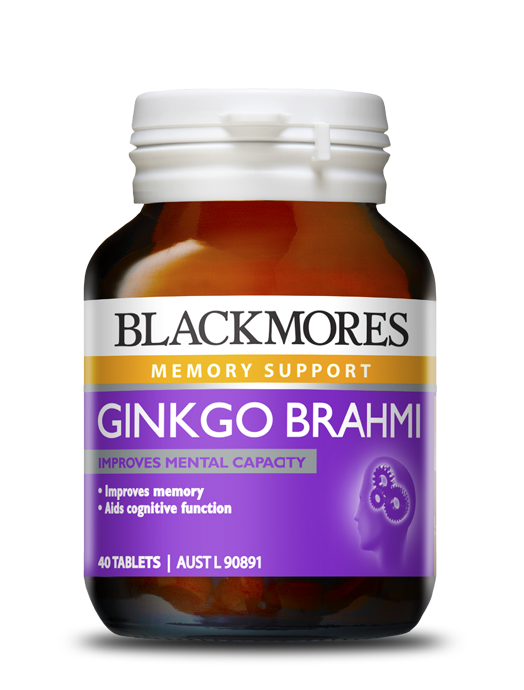 BLACKMORES
MEMORY SUPPORT
GINKGO BRAHMI
IMPROVES MENTAL CAPACITY
• Improves memory
• Aids cognitive function
40 TABLETS | AUST L 90891